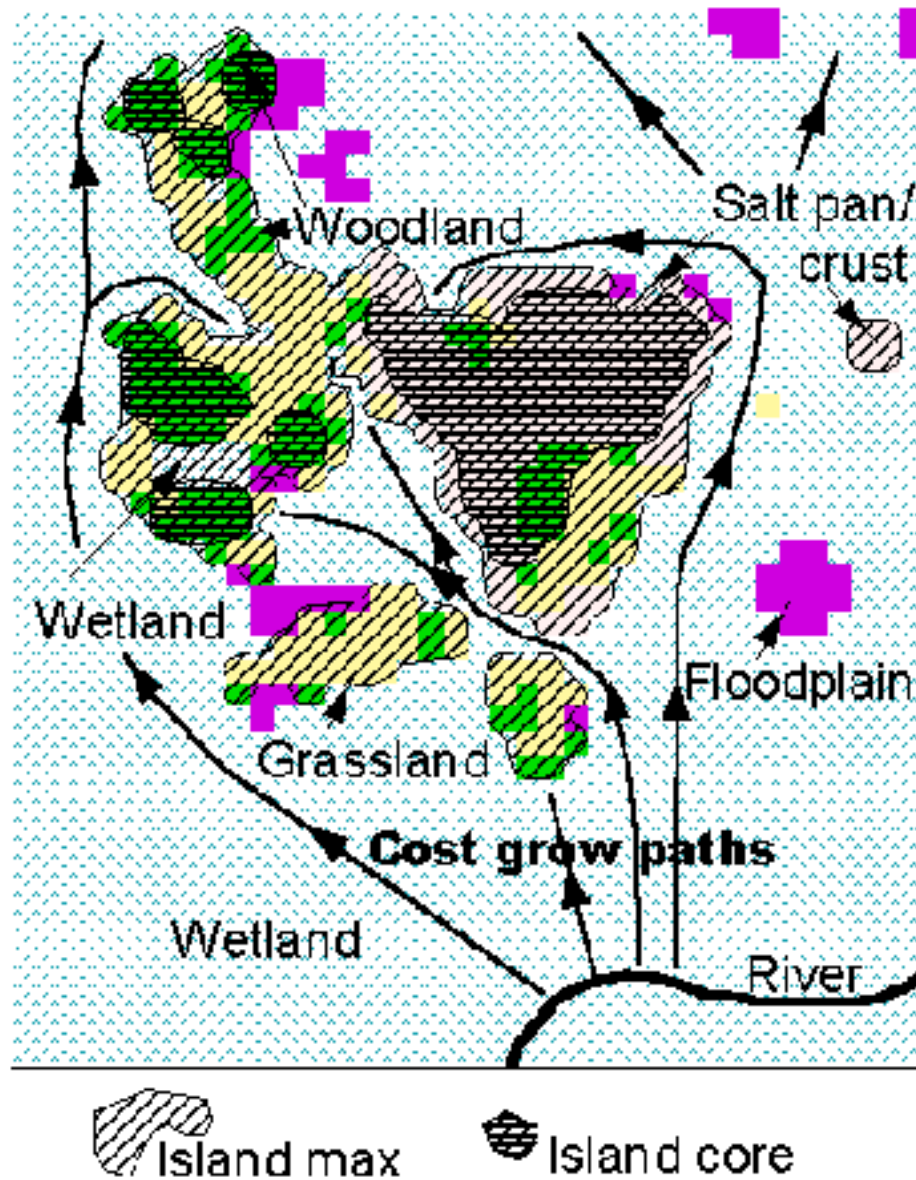 Woodland
Salt pan/
crust
Wetland
Floodplain
Grassland
Cost grow paths
Wetland
River
Island max
Island core